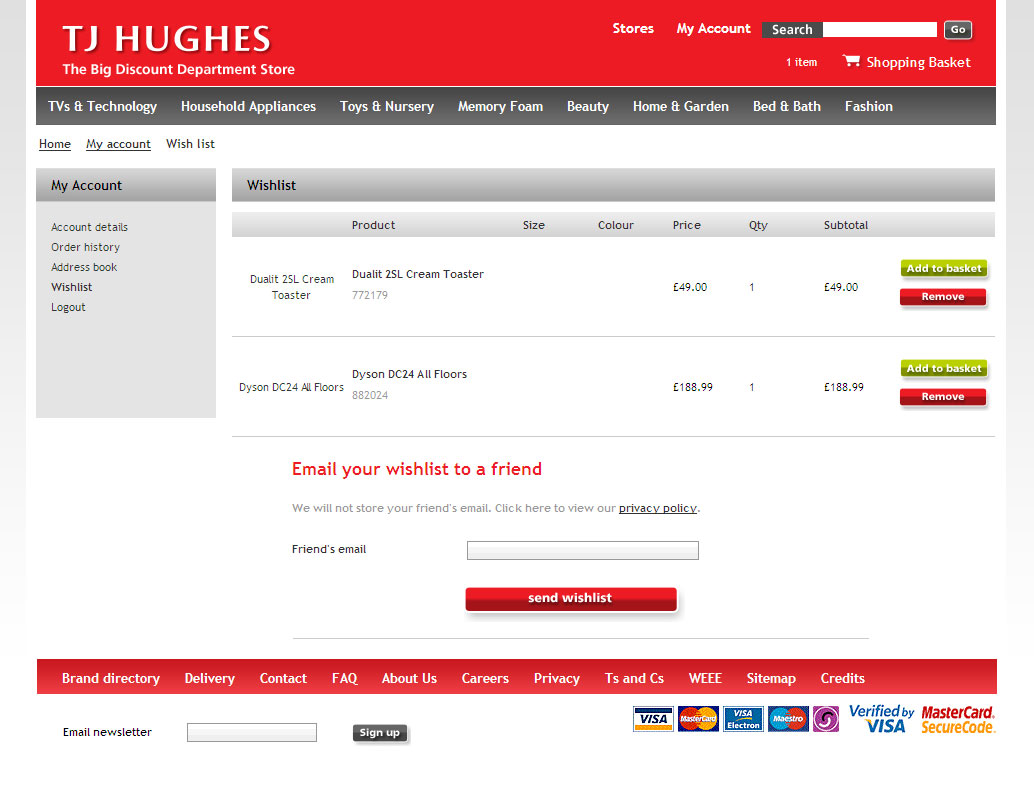 TJ HUGHES
The Big Discount Department Store
Stores My Account Search Go
1 item Shopping Basket
TVs & Technology Household Appliances Toys & Nursery Memory Foam Beauty Home & Garden Bed & Bath Fashion
Home My account Wish list
My Account
Account details
Order history
Address book
Wishlist
Logout
Wishlist
Product Size Colour Price Qty Subtotal
Dualit 2SL Cream
Toaster
Dualit 2SL Cream Toaster
772179
£49.00 1 £49.00
Add to basket
Remove
Dyson DC24 All Floors
Dyson DC24 All Floors
882024
£188.99 1 £188.99
Add to basket
Remove
Email your wishlist to a friend
We will not store your friend's email. Click here to view our privacy policy.
Friend's email
send wishlist
Brand directory Delivery Contact FAQ About Us Careers Privacy Ts and Cs WEEE Sitemap Credits
Email newsletter Sign up
VISA MasterCard VISA Electron Maestro
Verified by VISA
MasterCard. SecureCode.